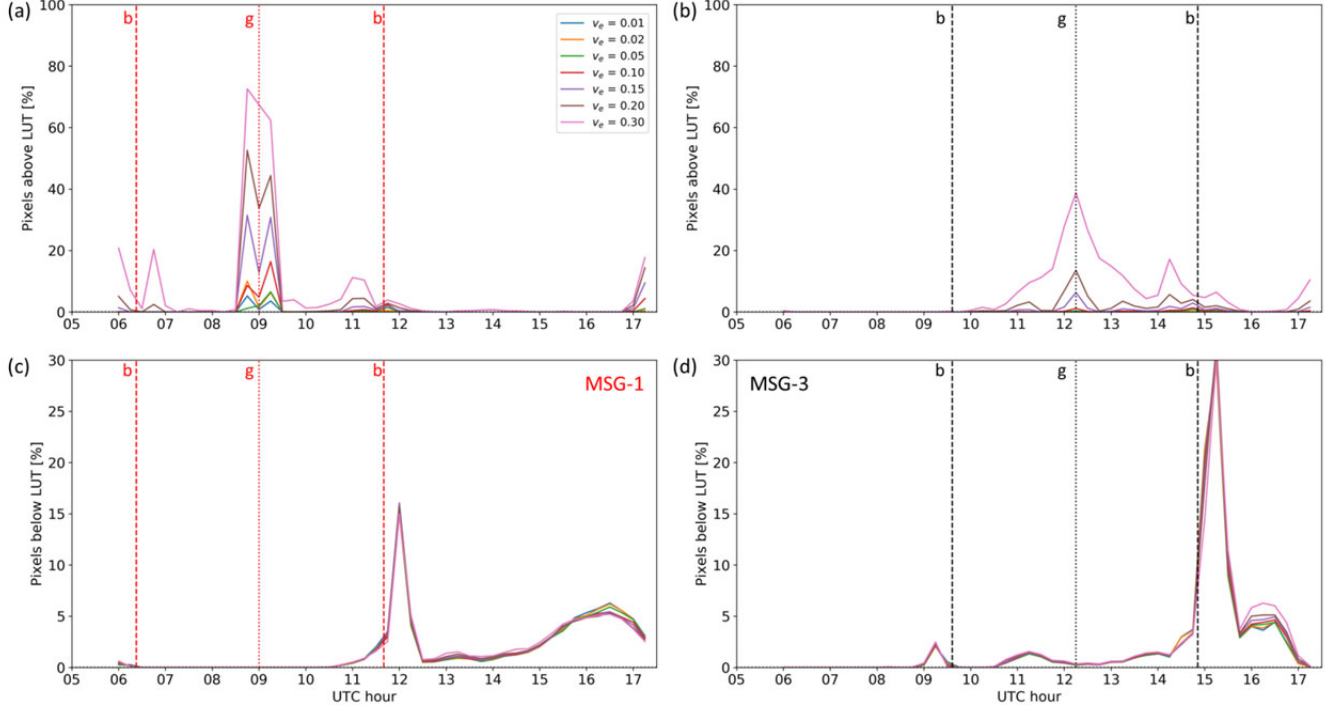 (a)
b
g
b
100
80
60
40
20
0
Pixels above LUT [%]
v_e = 0.01
v_e = 0.02
v_e = 0.05
v_e = 0.10
v_e = 0.15
v_e = 0.20
v_e = 0.30
05 06 07 08 09 10 11 12 13 14 15 16 17
(b)
b
g
b
100
80
60
40
20
0
Pixels above LUT [%]
05 06 07 08 09 10 11 12 13 14 15 16 17
(c)
b
g
b
MSG-1
30
25
20
15
10
5
0
Pixels below LUT [%]
05 06 07 08 09 10 11 12 13 14 15 16 17
UTC hour
(d)
b
g
b
MSG-3
30
25
20
15
10
5
0
Pixels below LUT [%]
05 06 07 08 09 10 11 12 13 14 15 16 17
UTC hour